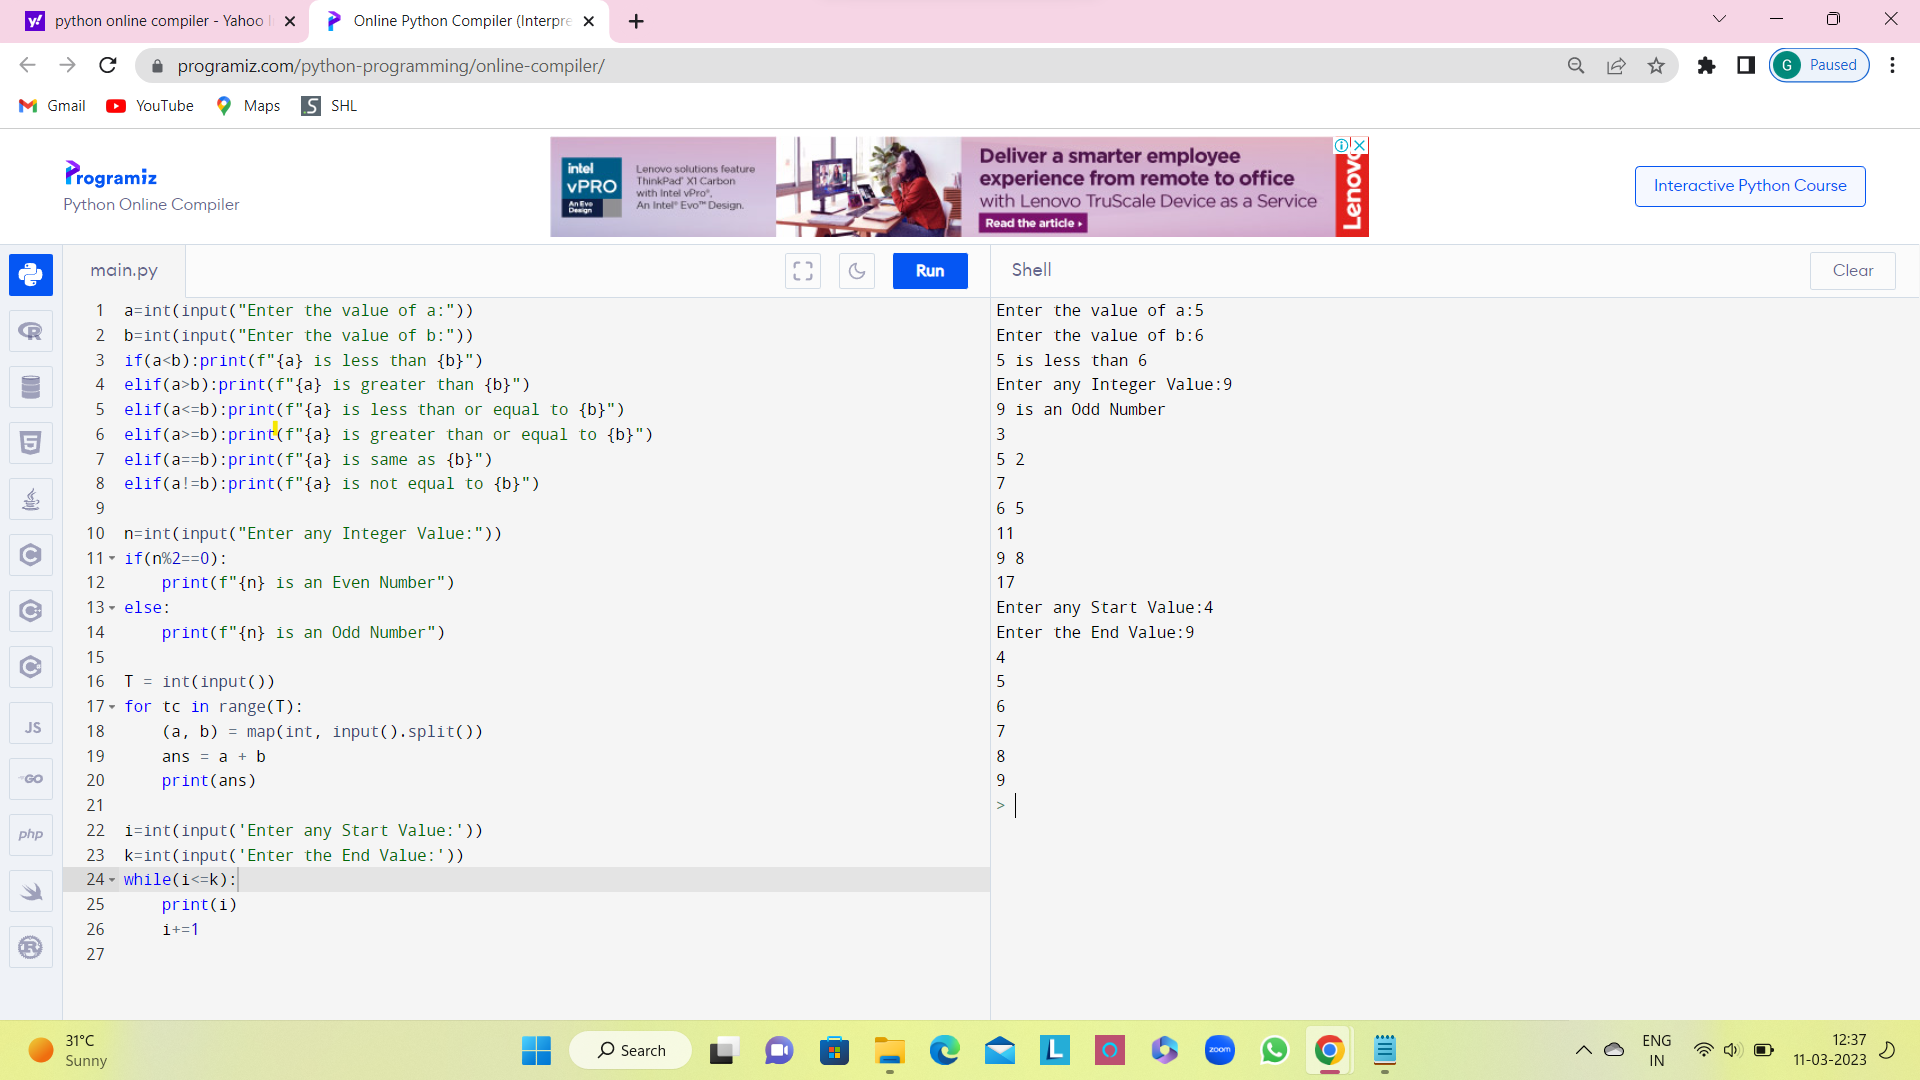 python online compiler - Yahoo
Online Python Compiler (Interpre
programiz.com/python-programming/online-compiler/
G Paused
Gmail YouTube Maps SHL
Programiz
Python Online Compiler
intel vPRO An Evo Design
Lenovo solutions feature
ThinkPad® X1 Carbon
with Intel vPro®,
An Intel® Evo™ Design.
Deliver a smarter employee
experience from remote to office
with Lenovo TruScale Device as a Service
Read the article ›
Lenovo
Interactive Python Course
main.py
Run
Shell
Clear
1 a=int(input("Enter the value of a:"))
2 b=int(input("Enter the value of b:"))
3 if(a<b):print(f"{a} is less than {b}")
4 elif(a>b):print(f"{a} is greater than {b}")
5 elif(a<=b):print(f"{a} is less than or equal to {b}")
6 elif(a>=b):print(f"{a} is greater than or equal to {b}")
7 elif(a==b):print(f"{a} is same as {b}")
8 elif(a!=b):print(f"{a} is not equal to {b}")
9
10 n=int(input("Enter any Integer Value:"))
11 if(n%2==0):
12     print(f"{n} is an Even Number")
13 else:
14     print(f"{n} is an Odd Number")
15
16 T = int(input())
17 for tc in range(T):
18     (a, b) = map(int, input().split())
19     ans = a + b
20     print(ans)
21
22 i=int(input('Enter any Start Value:'))
23 k=int(input('Enter the End Value:'))
24 while(i<=k):
25     print(i)
26     i+=1
27
Enter the value of a:5
Enter the value of b:6
5 is less than 6
Enter any Integer Value:9
9 is an Odd Number
3
5 2
7
6 5
11
9 8
17
Enter any Start Value:4
Enter the End Value:9
4
5
6
7
8
9
>
JS
GO
php
31°C
Sunny
Search
zoom
ENG
IN
12:37
11-03-2023